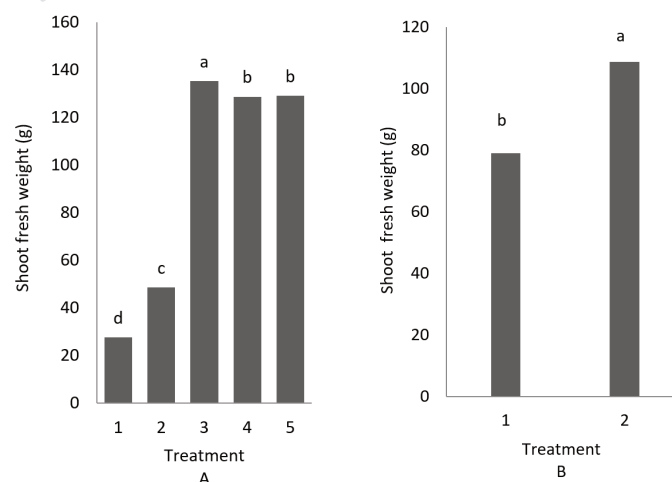 160
140
120
100
80
60
40
20
0
Shoot fresh weight (g)
d
c
a
b
b
1 2 3 4 5
Treatment
A
120
100
80
60
40
20
0
Shoot fresh weight (g)
b
a
1 2
Treatment
B